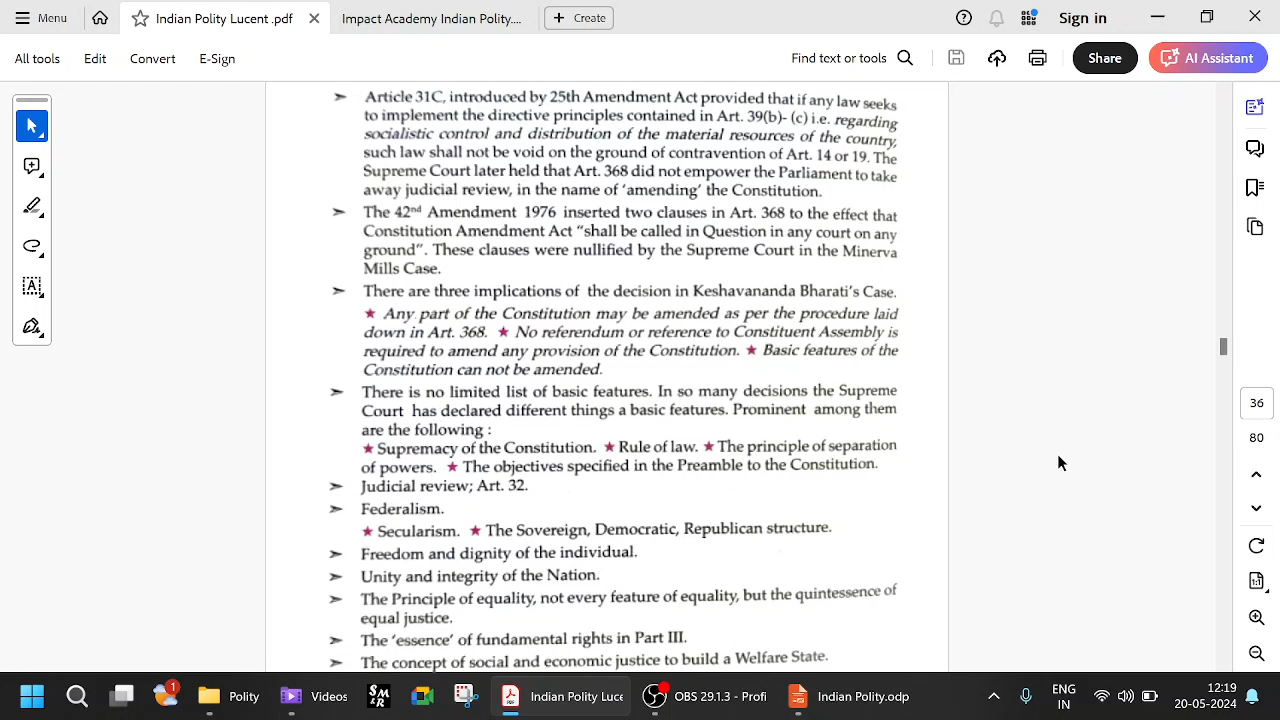 Menu
Indian Polity Lucent .pdf
Impact Academy Indian Polity....
Create
Sign in
All tools
Edit
Convert
E-Sign
Find text or tools
Share
AI Assistant
➢ Article 31C, introduced by 25th Amendment Act provided that if any law seeks
to implement the directive principles contained in Art. 39(b)- (c) i.e. regarding
socialistic control and distribution of the material resources of the country,
such law shall not be void on the ground of contravention of Art. 14 or 19. The
Supreme Court later held that Art. 368 did not empower the Parliament to take
away judicial review, in the name of ‘amending’ the Constitution.
➢ The 42nd Amendment 1976 inserted two clauses in Art. 368 to the effect that
Constitution Amendment Act “shall be called in Question in any court on any
ground”. These clauses were nullified by the Supreme Court in the Minerva
Mills Case.
➢ There are three implications of the decision in Keshavananda Bharati’s Case.
★ Any part of the Constitution may be amended as per the procedure laid
down in Art. 368. ★ No referendum or reference to Constituent Assembly is
required to amend any provision of the Constitution. ★ Basic features of the
Constitution can not be amended.
➢ There is no limited list of basic features. In so many decisions the Supreme
Court has declared different things a basic features. Prominent among them
are the following :
★ Supremacy of the Constitution. ★ Rule of law. ★ The principle of separation
of powers. ★ The objectives specified in the Preamble to the Constitution.
➢ Judicial review; Art. 32.
➢ Federalism.
★ Secularism. ★ The Sovereign, Democratic, Republican structure.
➢ Freedom and dignity of the individual.
➢ Unity and integrity of the Nation.
➢ The Principle of equality, not every feature of equality, but the quintessence of
equal justice.
➢ The ‘essence’ of fundamental rights in Part III.
➢ The concept of social and economic justice to build a Welfare State.
36
80
1:1
1
Polity
Videos
SMRR
Indian Polity Luce
OBS 29.1.3 - Profi
Indian Polity.odp
ENG
IN
12:19
20-05-2024